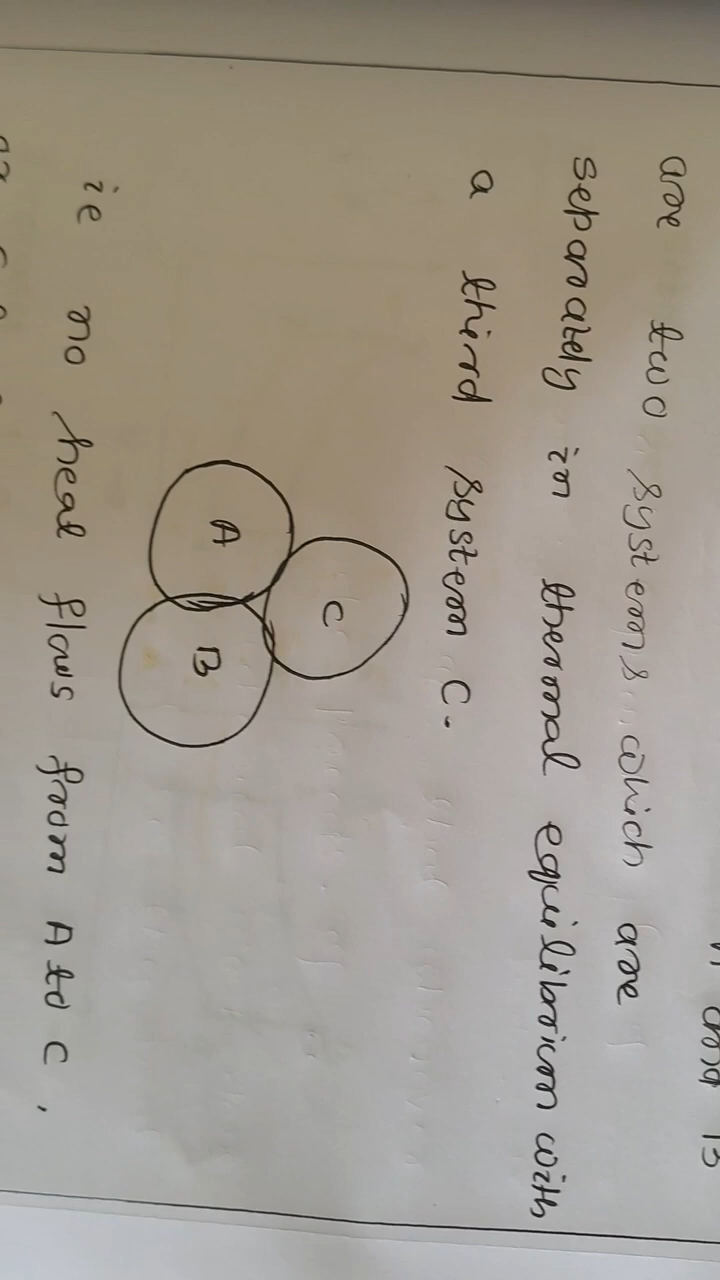 and B
are two systems which are
separately in thermal equilibrium with
a third system C.
C
A B
ie no heat flows from A to C,